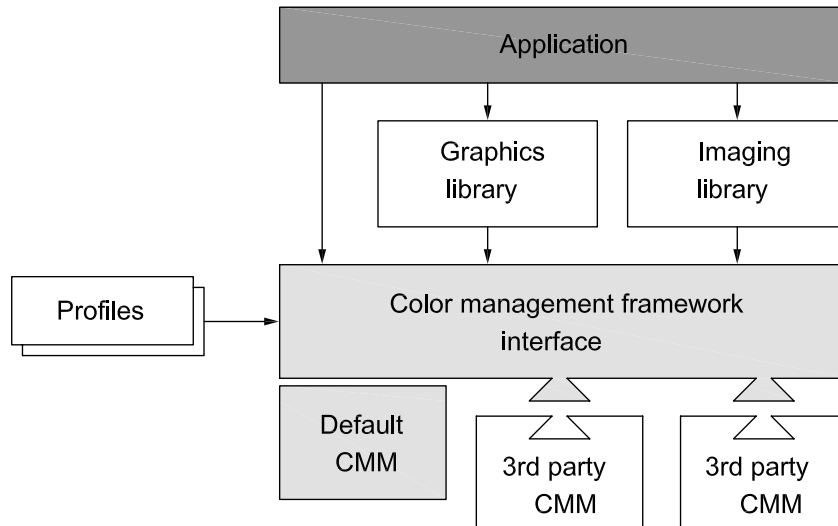 Application
Graphics
library
Imaging
library
Profiles
Color management framework
interface
Default
CMM
3rd party
CMM
3rd party
CMM